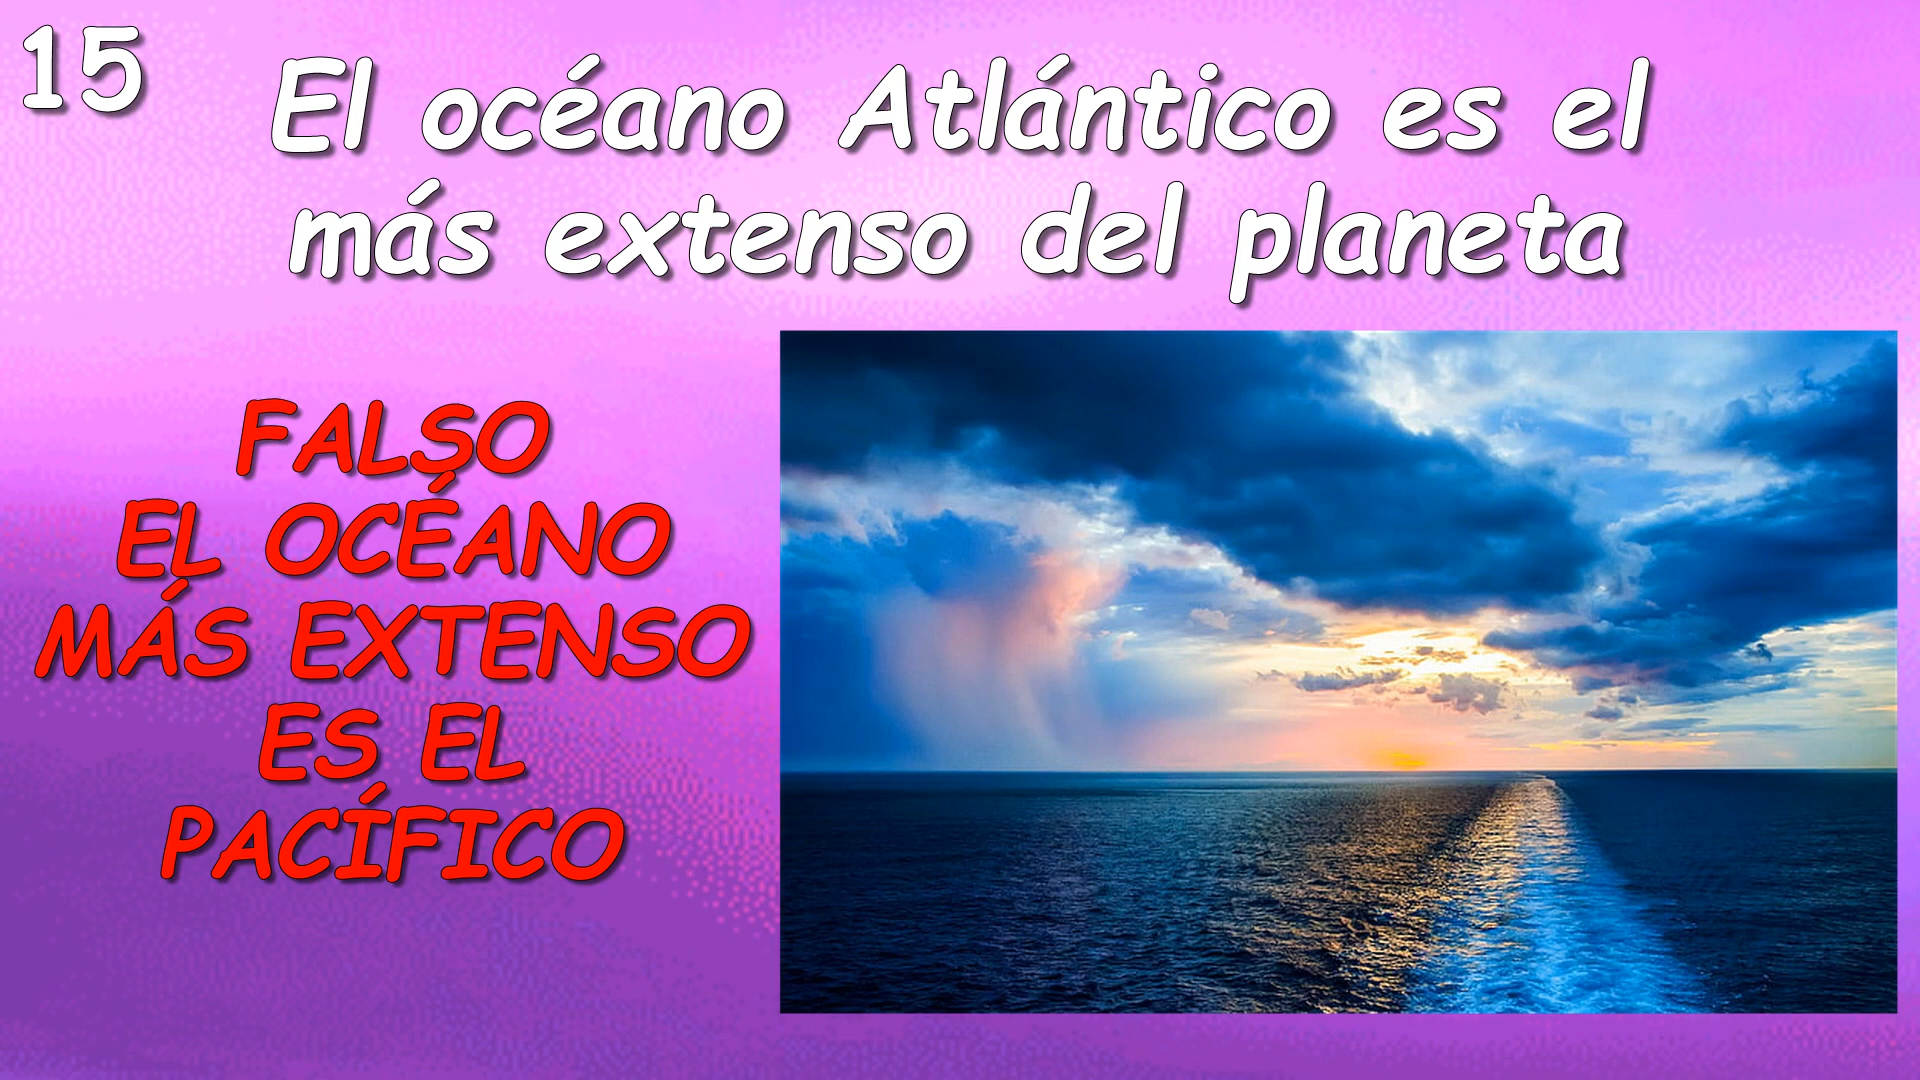 15
El océano Atlántico es el
más extenso del planeta
FALSO
EL OCÉANO
MÁS EXTENSO
ES EL
PACÍFICO